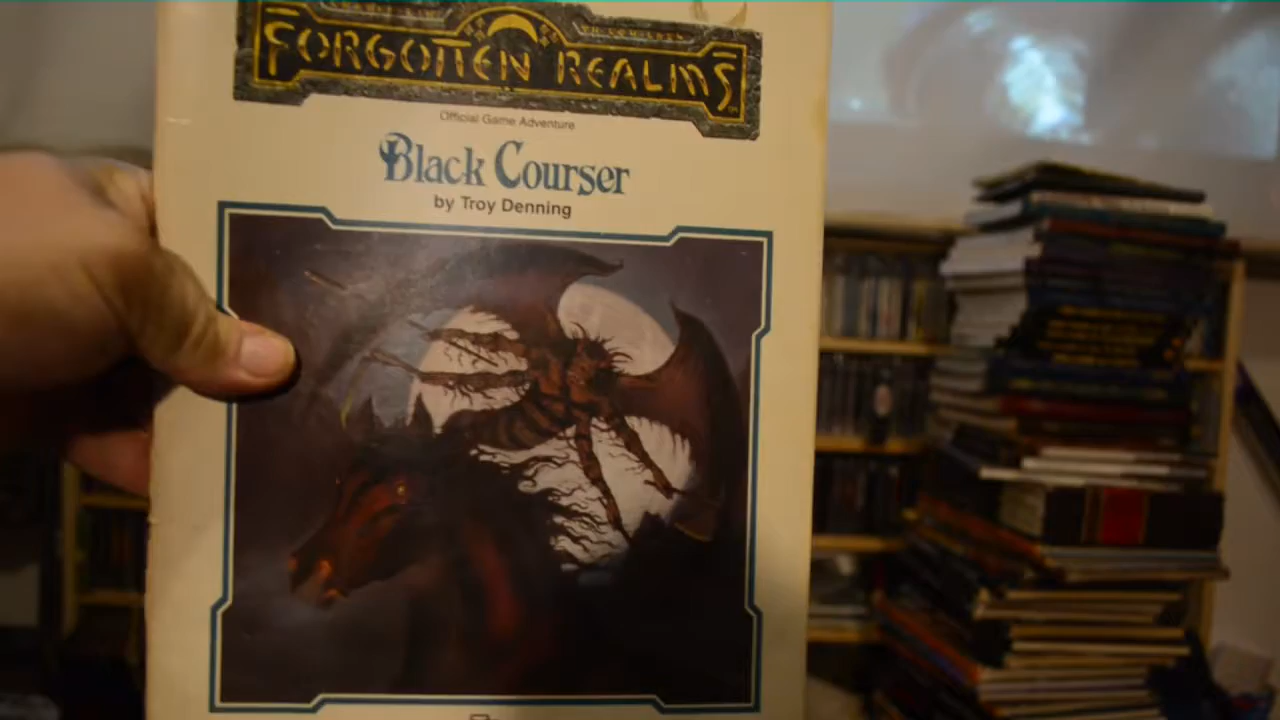 FORGOTTEN REALMS
Official Game Adventure
Black Courser
by Troy Denning